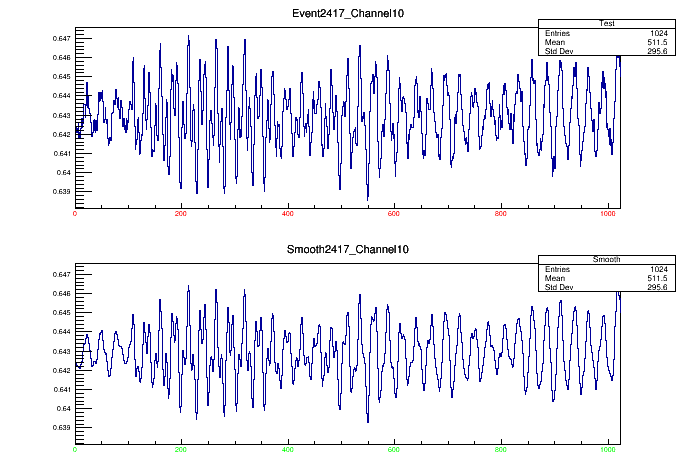 Event2417_Channel10
Test
Entries 1024
Mean 511.5
Std Dev 295.6
0.647
0.646
0.645
0.644
0.643
0.642
0.641
0.64
0.639
0 200 400 600 800 1000
Smooth2417_Channel10
Smooth
Entries 1024
Mean 511.5
Std Dev 295.6
0.647
0.646
0.645
0.644
0.643
0.642
0.641
0.64
0.639
0 200 400 600 800 1000